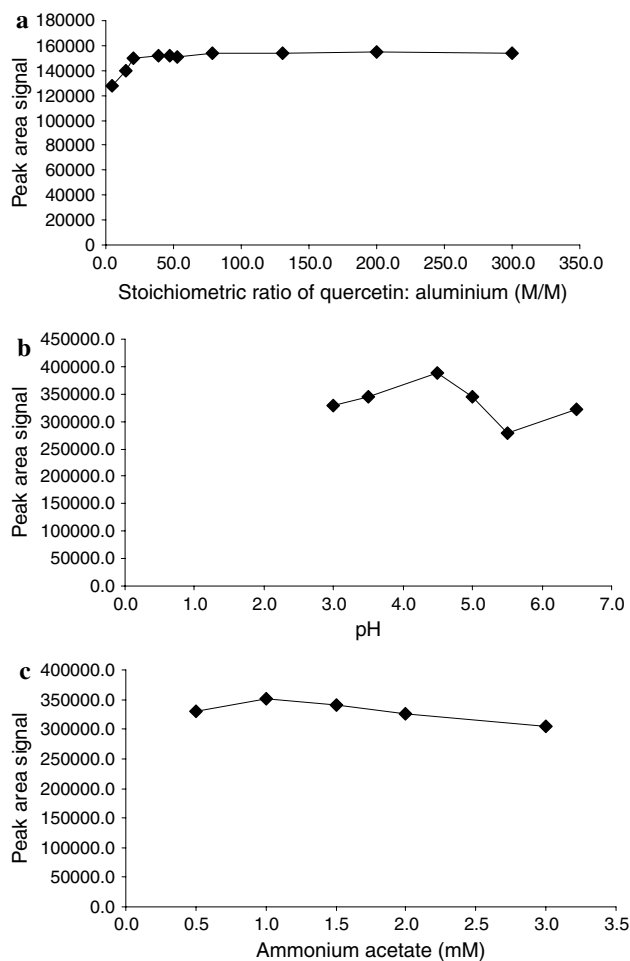 a
180000
160000
140000
120000
100000
80000
60000
40000
20000
0
Peak area signal
0.0 50.0 100.0 150.0 200.0 250.0 300.0 350.0
Stoichiometric ratio of quercetin: aluminium (M/M)
b
450000.0
400000.0
350000.0
300000.0
250000.0
200000.0
150000.0
100000.0
50000.0
0.0
Peak area signal
0.0 1.0 2.0 3.0 4.0 5.0 6.0 7.0
pH
c
400000.0
350000.0
300000.0
250000.0
200000.0
150000.0
100000.0
50000.0
0.0
Peak area signal
0.0 0.5 1.0 1.5 2.0 2.5 3.0 3.5
Ammonium acetate (mM)